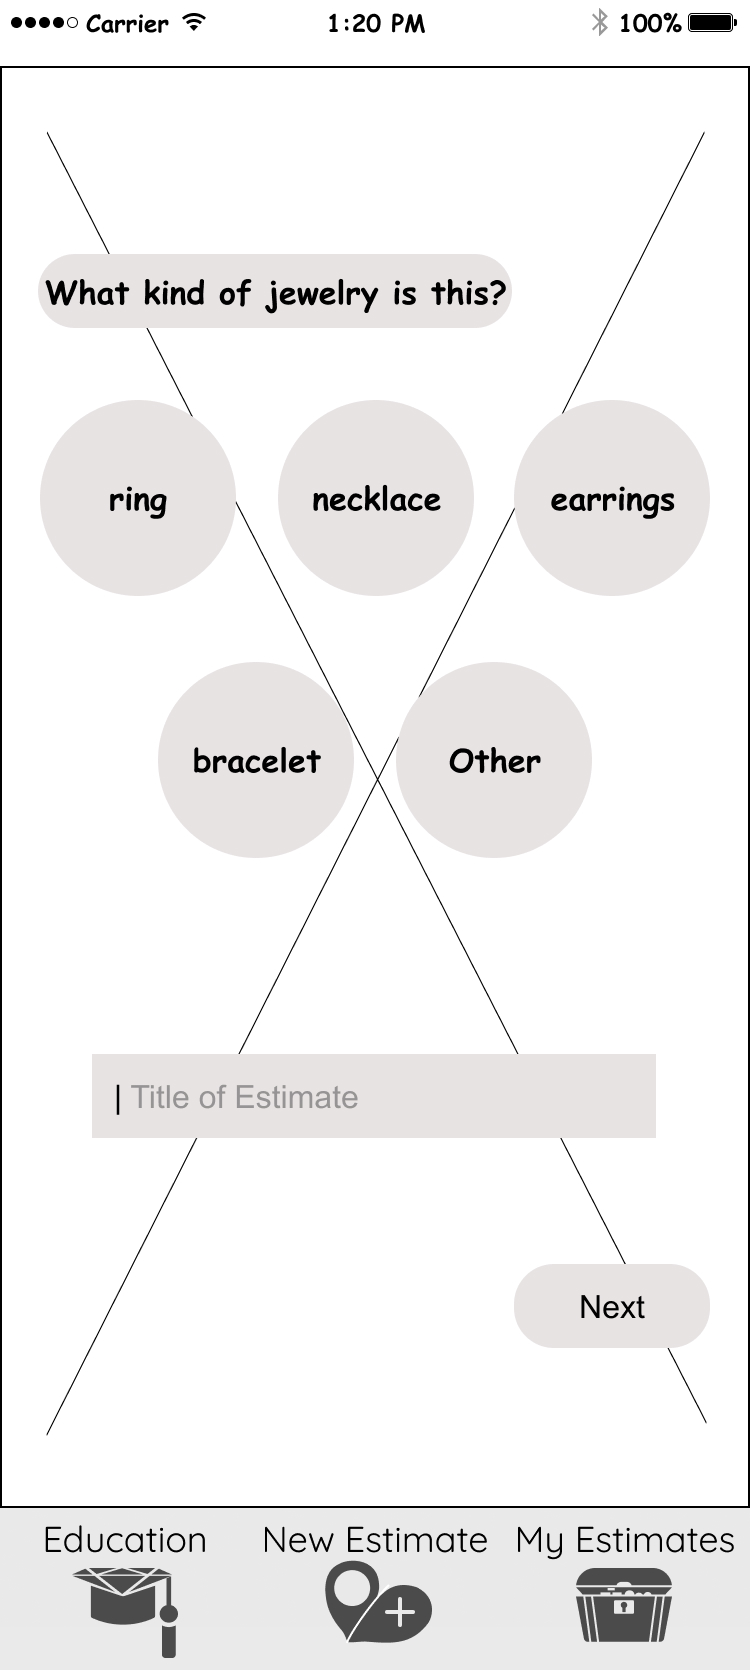 Carrier 1:20 PM 100%
What kind of jewelry is this?
ring necklace earrings
bracelet Other
Title of Estimate
Next
Education New Estimate My Estimates